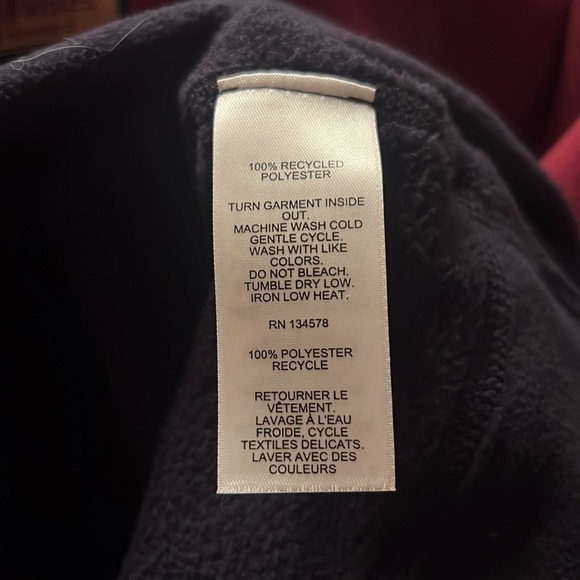 100% RECYCLED
POLYESTER
TURN GARMENT INSIDE
OUT.
MACHINE WASH COLD
GENTLE CYCLE,
WASH WITH LIKE
COLORS.
DO NOT BLEACH.
TUMBLE DRY LOW.
IRON LOW HEAT.
RN 134578
100% POLYESTER
RECYCLE
RETOURNER LE
VÊTEMENT,
LAVAGE À L'EAU
FROIDE, CYCLE
TEXTILES DELICATS.
LAVER AVEC DES
COULEURS